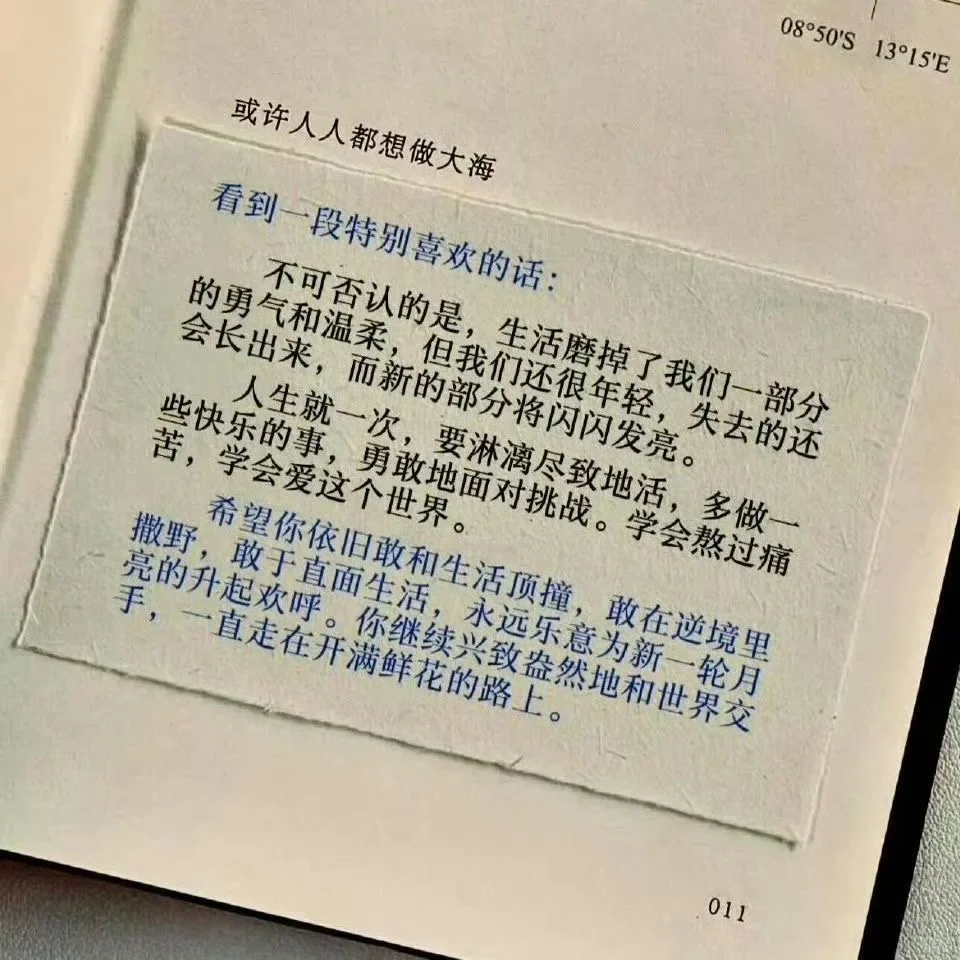 08°50'S 13°15'E
或许人人都想做大海
看到一段特别喜欢的话：
不可否认的是，生活磨掉了我们一部分
的勇气和温柔，但我们还很年轻，失去的还
会长出来，而新的部分将闪闪发亮。
人生就一次，要淋漓尽致地活，多做一
些快乐的事，勇敢地面对挑战。学会熬过痛
苦，学会爱这个世界。
希望你依旧敢和生活顶撞，敢在逆境里
撒野，敢于直面生活，永远乐意为新一轮月
亮的升起欢呼。你继续兴致盎然地和世界交
手，一直走在开满鲜花的路上。
011